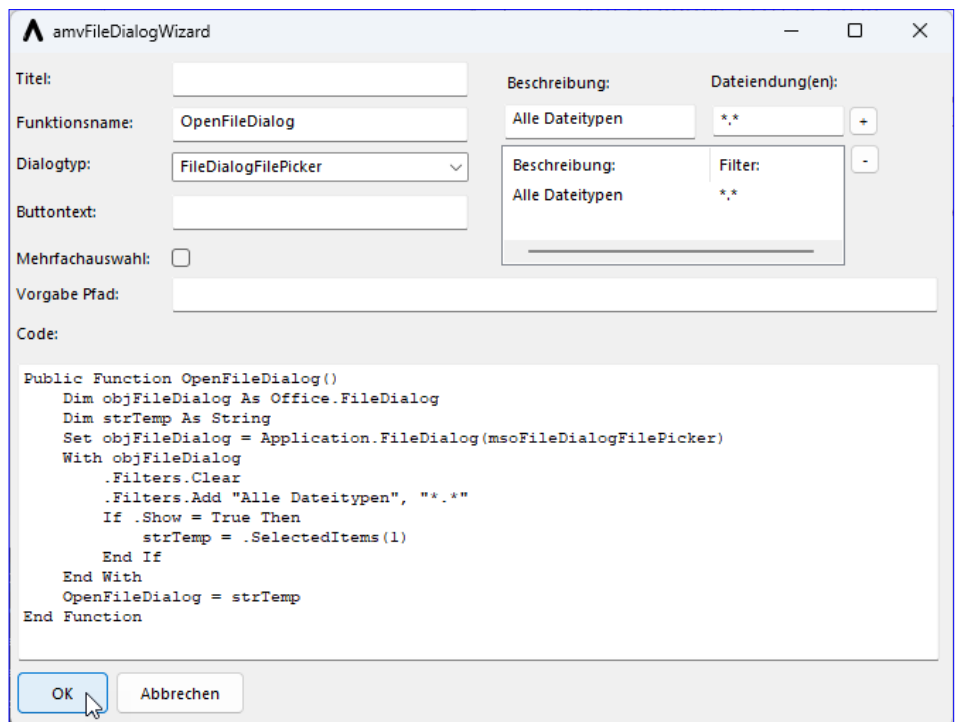 amvFileDialogWizard
Titel:
Beschreibung: Dateiendung(en):
Funktionsname: OpenFileDialog
Alle Dateitypen *.* +
Dialogtyp: FileDialogFilePicker
Beschreibung: Filter: -
Alle Dateitypen *.*
Buttontext:
Mehrfachauswahl:
Vorgabe Pfad:
Code:
Public Function OpenFileDialog()
    Dim objFileDialog As Office.FileDialog
    Dim strTemp As String
    Set objFileDialog = Application.FileDialog(msoFileDialogFilePicker)
    With objFileDialog
        .Filters.Clear
        .Filters.Add "Alle Dateitypen", "*.*"
        If .Show = True Then
            strTemp = .SelectedItems(1)
        End If
    End With
    OpenFileDialog = strTemp
End Function
OK Abbrechen